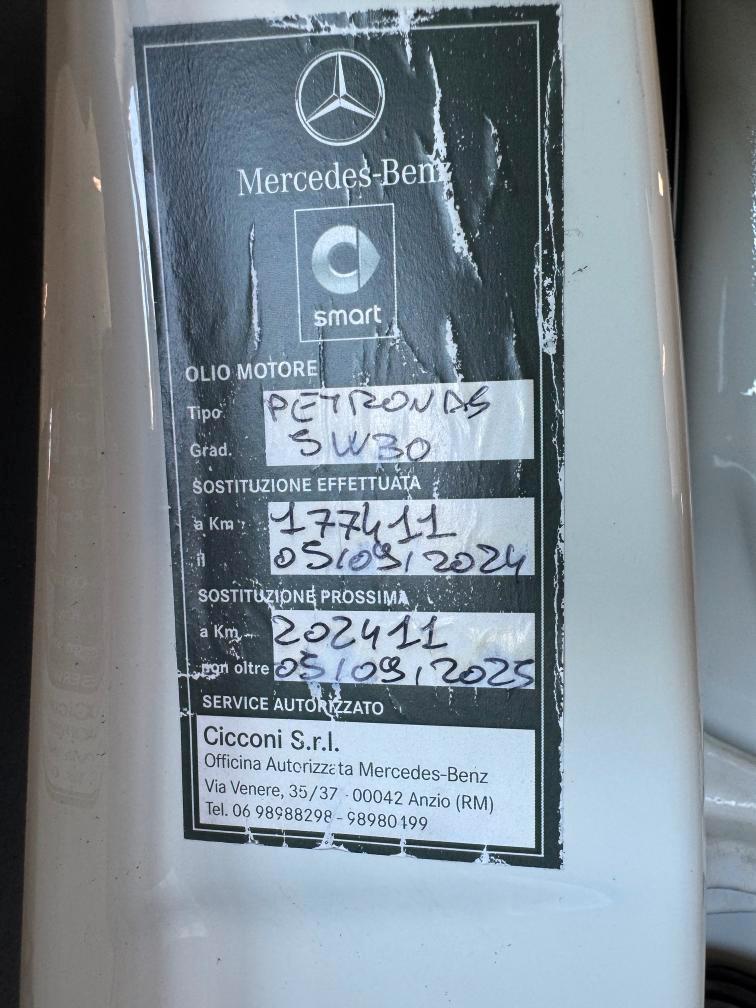 Mercedes-Benz
smart
OLIO MOTORE
Tipo PETRONAS
Grad. 5W30
SOSTITUZIONE EFFETTUATA
a Km 177411
il 05/09/2024
SOSTITUZIONE PROSSIMA
a Km 202411
non oltre 05/09/2025
SERVICE AUTORIZZATO
Cicconi S.r.l.
Officina Autorizzata Mercedes-Benz
Via Venere, 35/37 - 00042 Anzio (RM)
Tel. 06 98988298 - 98980199